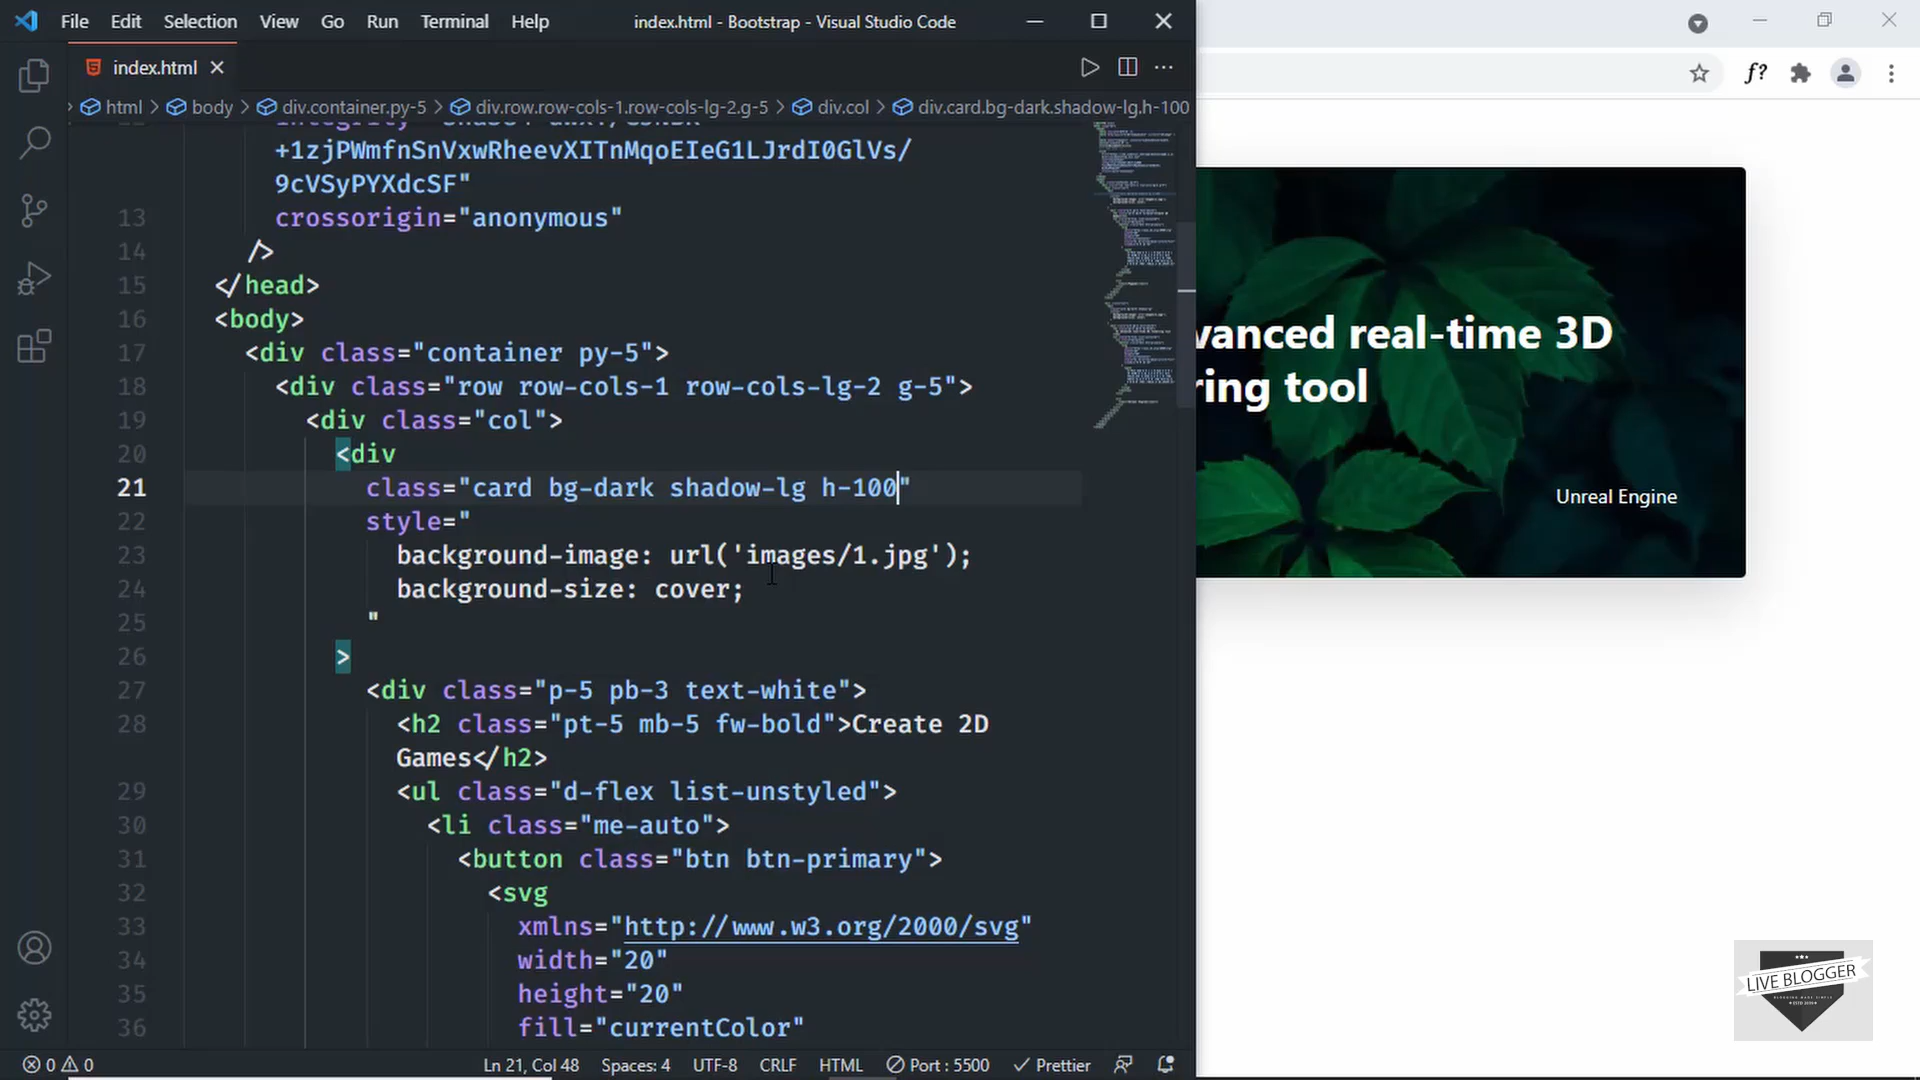 File Edit Selection View Go Run Terminal Help index.html - Bootstrap - Visual Studio Code
index.html
html > body > div.container.py-5 > div.row.row-cols-1.row-cols-lg-2.g-5 > div.col > div.card.bg-dark.shadow-lg.h-100
+1zjPWmfnSnVxwRheevXITnMqoEIeG1LJrdI0GlVs/
9cVSyPYXdcSF"
13 crossorigin="anonymous"
14 />
15 </head>
16 <body>
17 <div class="container py-5">
18 <div class="row row-cols-1 row-cols-lg-2 g-5">
19 <div class="col">
20 <div
21 class="card bg-dark shadow-lg h-100"
22 style="
23 background-image: url('images/1.jpg');
24 background-size: cover;
25 "
26 >
27 <div class="p-5 pb-3 text-white">
28 <h2 class="pt-5 mb-5 fw-bold">Create 2D
Games</h2>
29 <ul class="d-flex list-unstyled">
30 <li class="me-auto">
31 <button class="btn btn-primary">
32 <svg
33 xmlns="http://www.w3.org/2000/svg"
34 width="20"
35 height="20"
36 fill="currentColor"
0 0 Ln 21, Col 48 Spaces: 4 UTF-8 CRLF HTML Port : 5500 Prettier
f?
vanced real-time 3D
ring tool
Unreal Engine
LIVE BLOGGER